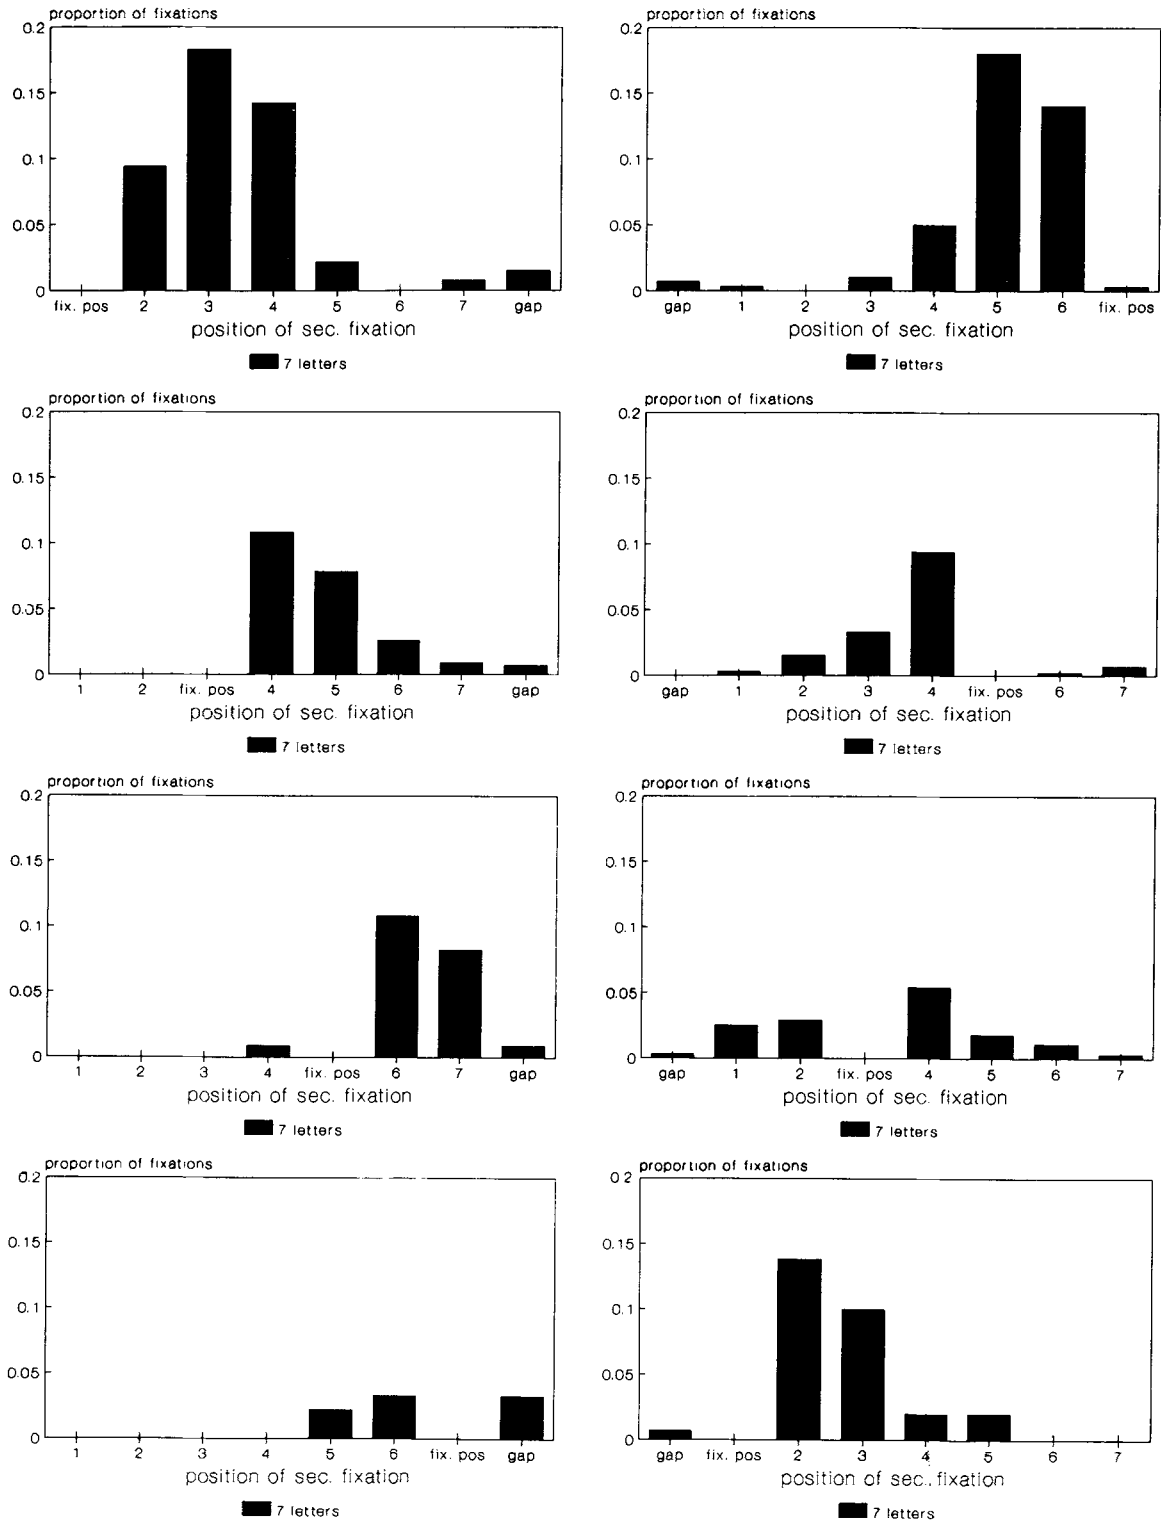 proportion of fixations
0.2
0.15
0.1
0.05
0
fix. pos 2 3 4 5 6 7 gap
position of sec. fixation
7 letters
proportion of fixations
0.2
0.15
0.1
0.05
0
gap 1 2 3 4 5 6 fix. pos
position of sec. fixation
7 letters
proportion of fixations
0.2
0.15
0.1
0.05
0
1 2 fix. pos 4 5 6 7 gap
position of sec. fixation
7 letters
proportion of fixations
0.2
0.15
0.1
0.05
0
gap 1 2 3 4 fix. pos 6 7
position of sec. fixation
7 letters
proportion of fixations
0.2
0.15
0.1
0.05
0
1 2 3 4 fix. pos 6 7 gap
position of sec. fixation
7 letters
proportion of fixations
0.2
0.15
0.1
0.05
0
gap 1 2 fix. pos 4 5 6 7
position of sec. fixation
7 letters
proportion of fixations
0.2
0.15
0.1
0.05
0
1 2 3 4 5 6 fix. pos gap
position of sec. fixation
7 letters
proportion of fixations
0.2
0.15
0.1
0.05
0
gap fix. pos 2 3 4 5 6 7
position of sec. fixation
7 letters